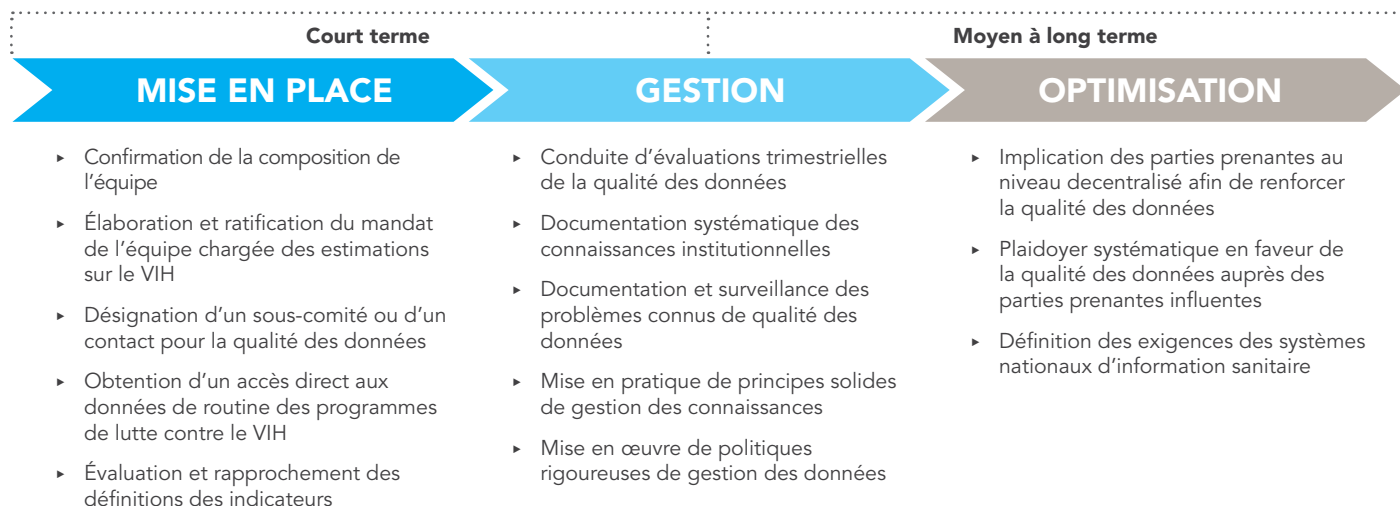 Court terme
Moyen à long terme
MISE EN PLACE
GESTION
OPTIMISATION
▸ Confirmation de la composition de
l'équipe
▸ Élaboration et ratification du mandat
de l'équipe chargée des estimations
sur le VIH
▸ Désignation d'un sous-comité ou d'un
contact pour la qualité des données
▸ Obtention d'un accès direct aux
données de routine des programmes
de lutte contre le VIH
▸ Évaluation et rapprochement des
définitions des indicateurs
▸ Conduite d'évaluations trimestrielles
de la qualité des données
▸ Documentation systématique des
connaissances institutionnelles
▸ Documentation et surveillance des
problèmes connus de qualité des
données
▸ Mise en pratique de principes solides
de gestion des connaissances
▸ Mise en œuvre de politiques
rigoureuses de gestion des données
▸ Implication des parties prenantes au
niveau decentralisé afin de renforcer
la qualité des données
▸ Plaidoyer systématique en faveur de
la qualité des données auprès des
parties prenantes influentes
▸ Définition des exigences des systèmes
nationaux d'information sanitaire